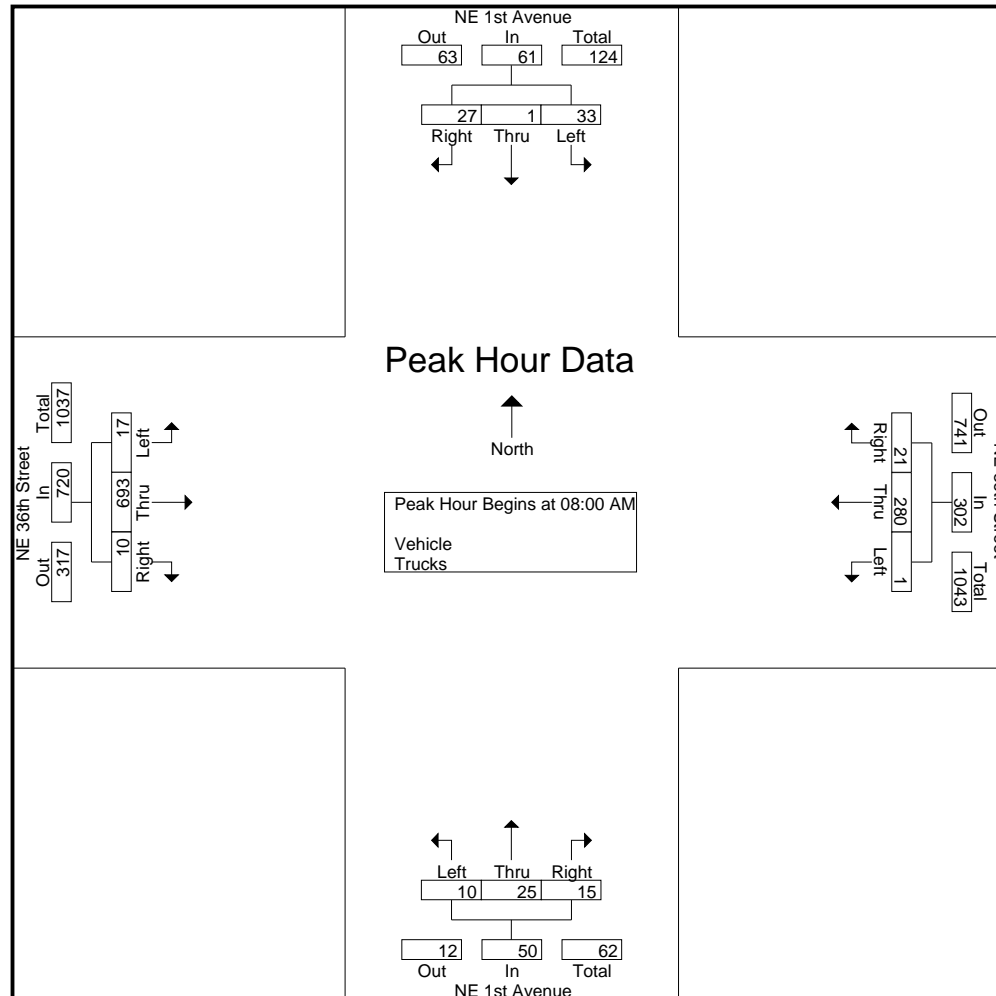 NE 1st Avenue
Out In Total
63 61 124
27 1 33
Right Thru Left
Peak Hour Data
North
Peak Hour Begins at 08:00 AM
Vehicle
Trucks
NE 36th Street
Total In Out
1037 720 317
17 693 10
Left Thru Right
Right Thru Left
21 280 1
Out In Total
741 302 1043
Left Thru Right
10 25 15
12 50 62
Out In Total
NE 1st Avenue